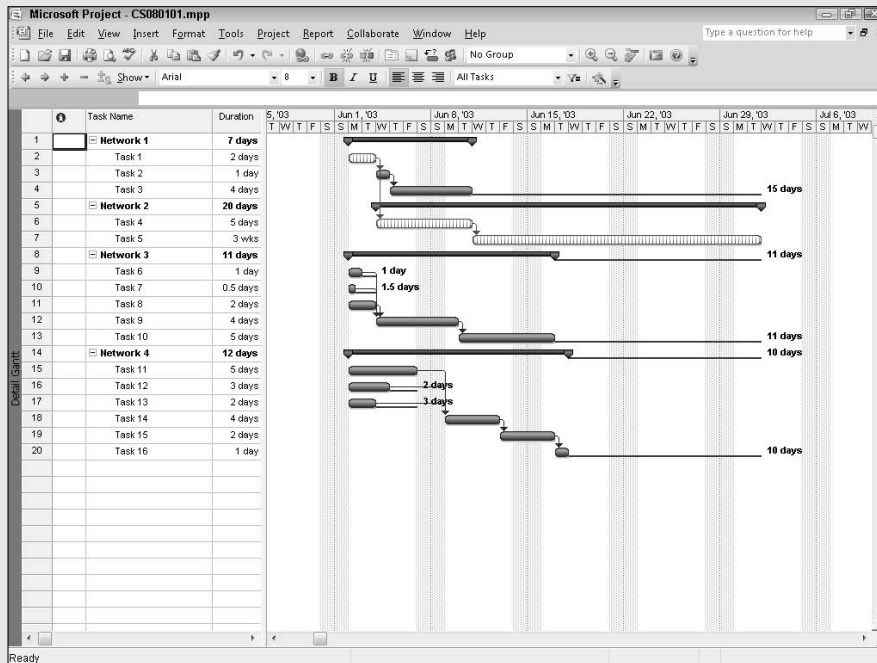 Microsoft Project - CS080101.mpp
File Edit View Insert Format Tools Project Report Collaborate Window Help Type a question for help
No Group
Show Arial 8 B I U All Tasks
Task Name Duration 5, '03 Jun 1, '03 Jun 8, '03 Jun 15, '03 Jun 22, '03 Jun 29, '03 Jul 6, '03
T W T F S S M T W T F S S M T W T F S S M T W T F S S M T W T F S S M T W T F S S M T W
1 Network 1 7 days
2 Task 1 2 days
3 Task 2 1 day
4 Task 3 4 days 15 days
5 Network 2 20 days
6 Task 4 5 days
7 Task 5 3 wks
8 Network 3 11 days 11 days
9 Task 6 1 day 1 day
10 Task 7 0.5 days 1.5 days
11 Task 8 2 days
12 Task 9 4 days
13 Task 10 5 days 11 days
14 Network 4 12 days 10 days
15 Task 11 5 days
16 Task 12 3 days 2 days
17 Task 13 2 days 3 days
18 Task 14 4 days
19 Task 15 2 days
20 Task 16 1 day 10 days
Detail Gantt
Ready